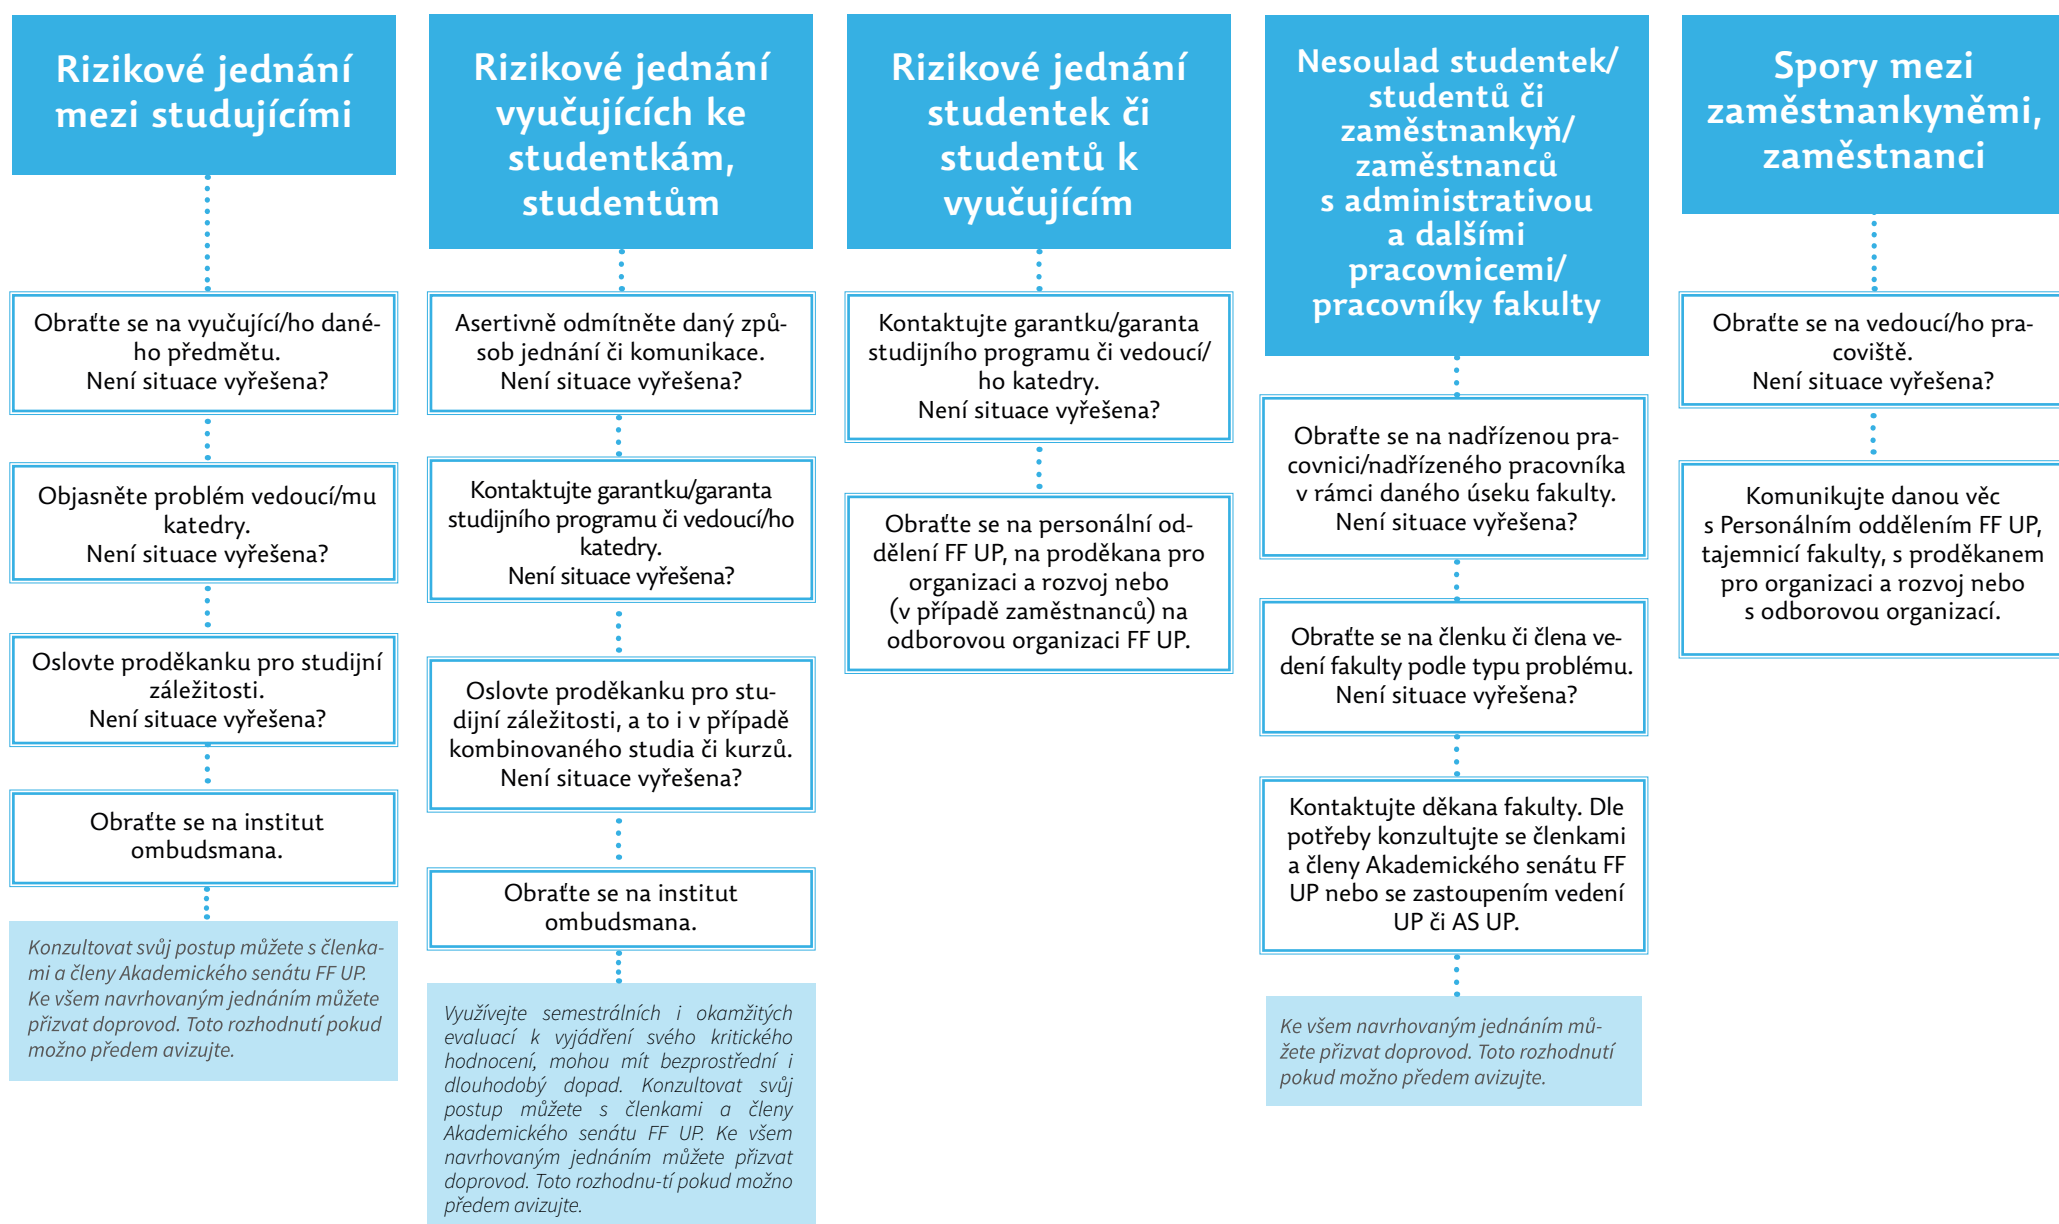 Rizikové jednání
mezi studujícími
Obraťte se na vyučující/ho dané-
ho předmětu.
Není situace vyřešena?
Objasněte problém vedoucí/mu
katedry.
Není situace vyřešena?
Oslovte proděkanku pro studijní
záležitosti.
Není situace vyřešena?
Obraťte se na institut
ombudsmana.
Konzultovat svůj postup můžete s členka-
mi a členy Akademického senátu FF UP.
Ke všem navrhovaným jednáním můžete
přizvat doprovod. Toto rozhodnutí pokud
možno předem avizujte.
Rizikové jednání
vyučujících ke
studentkám,
studentům
Asertivně odmítněte daný způ-
sob jednání či komunikace.
Není situace vyřešena?
Kontaktujte garantku/garanta
studijního programu či vedoucí/ho
katedry.
Není situace vyřešena?
Oslovte proděkanku pro stu-
dijní záležitosti, a to i v případě
kombinovaného studia či kurzů.
Není situace vyřešena?
Obraťte se na institut
ombudsmana.
Využívejte semestrálních i okamžitých
evaluací k vyjádření svého kritického
hodnocení, mohou mít bezprostřední i
dlouhodobý dopad. Konzultovat svůj
postup můžete s členkami a členy
Akademického senátu FF UP. Ke všem
navrhovaným jednáním můžete přizvat
doprovod. Toto rozhodnu-tí pokud možno
předem avizujte.
Rizikové jednání
studentek či
studentů k
vyučujícím
Kontaktujte garantku/garanta
studijního programu či vedoucí/
ho katedry.
Není situace vyřešena?
Obraťte se na personální od-
dělení FF UP, na proděkana pro
organizaci a rozvoj nebo
(v případě zaměstnanců) na
odborovou organizaci FF UP.
Nesoulad studentek/
studentů či
zaměstnankyň/
zaměstnanců
s administrativou
a dalšími
pracovnicemi/
pracovníky fakulty
Obraťte se na nadřízenou pra-
covnici/nadřízeného pracovníka
v rámci daného úseku fakulty.
Není situace vyřešena?
Obraťte se na členku či člena ve-
dení fakulty podle typu problému.
Není situace vyřešena?
Kontaktujte děkana fakulty. Dle
potřeby konzultujte se členkami
a členy Akademického senátu FF
UP nebo se zastoupením vedení
UP či AS UP.
Ke všem navrhovaným jednáním mů-
žete přizvat doprovod. Toto rozhodnutí
pokud možno předem avizujte.
Spory mezi
zaměstnankyněmi,
zaměstnanci
Obraťte se na vedoucí/ho pra-
coviště.
Není situace vyřešena?
Komunikujte danou věc
s Personálním oddělením FF UP,
tajemnicí fakulty, s proděkanem
pro organizaci a rozvoj nebo
s odborovou organizací.